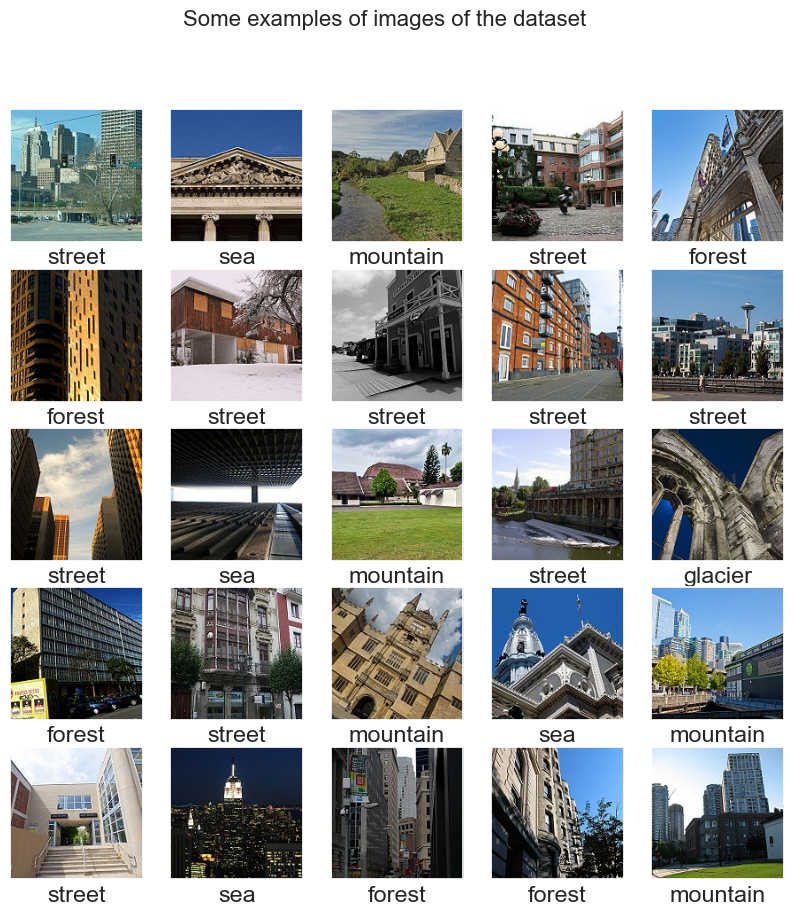 Some examples of images of the dataset
street sea mountain street forest
forest street street street street
street sea mountain street glacier
forest street mountain sea mountain
street sea forest forest mountain